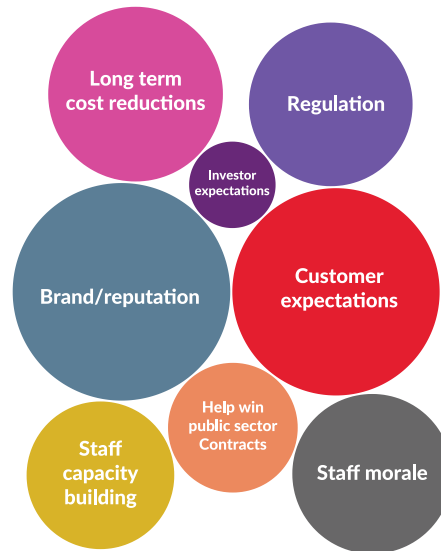 Long term
cost reductions
Regulation
Investor
expectations
Brand/reputation
Customer
expectations
Help win
public sector
Contracts
Staff
capacity
building
Staff morale